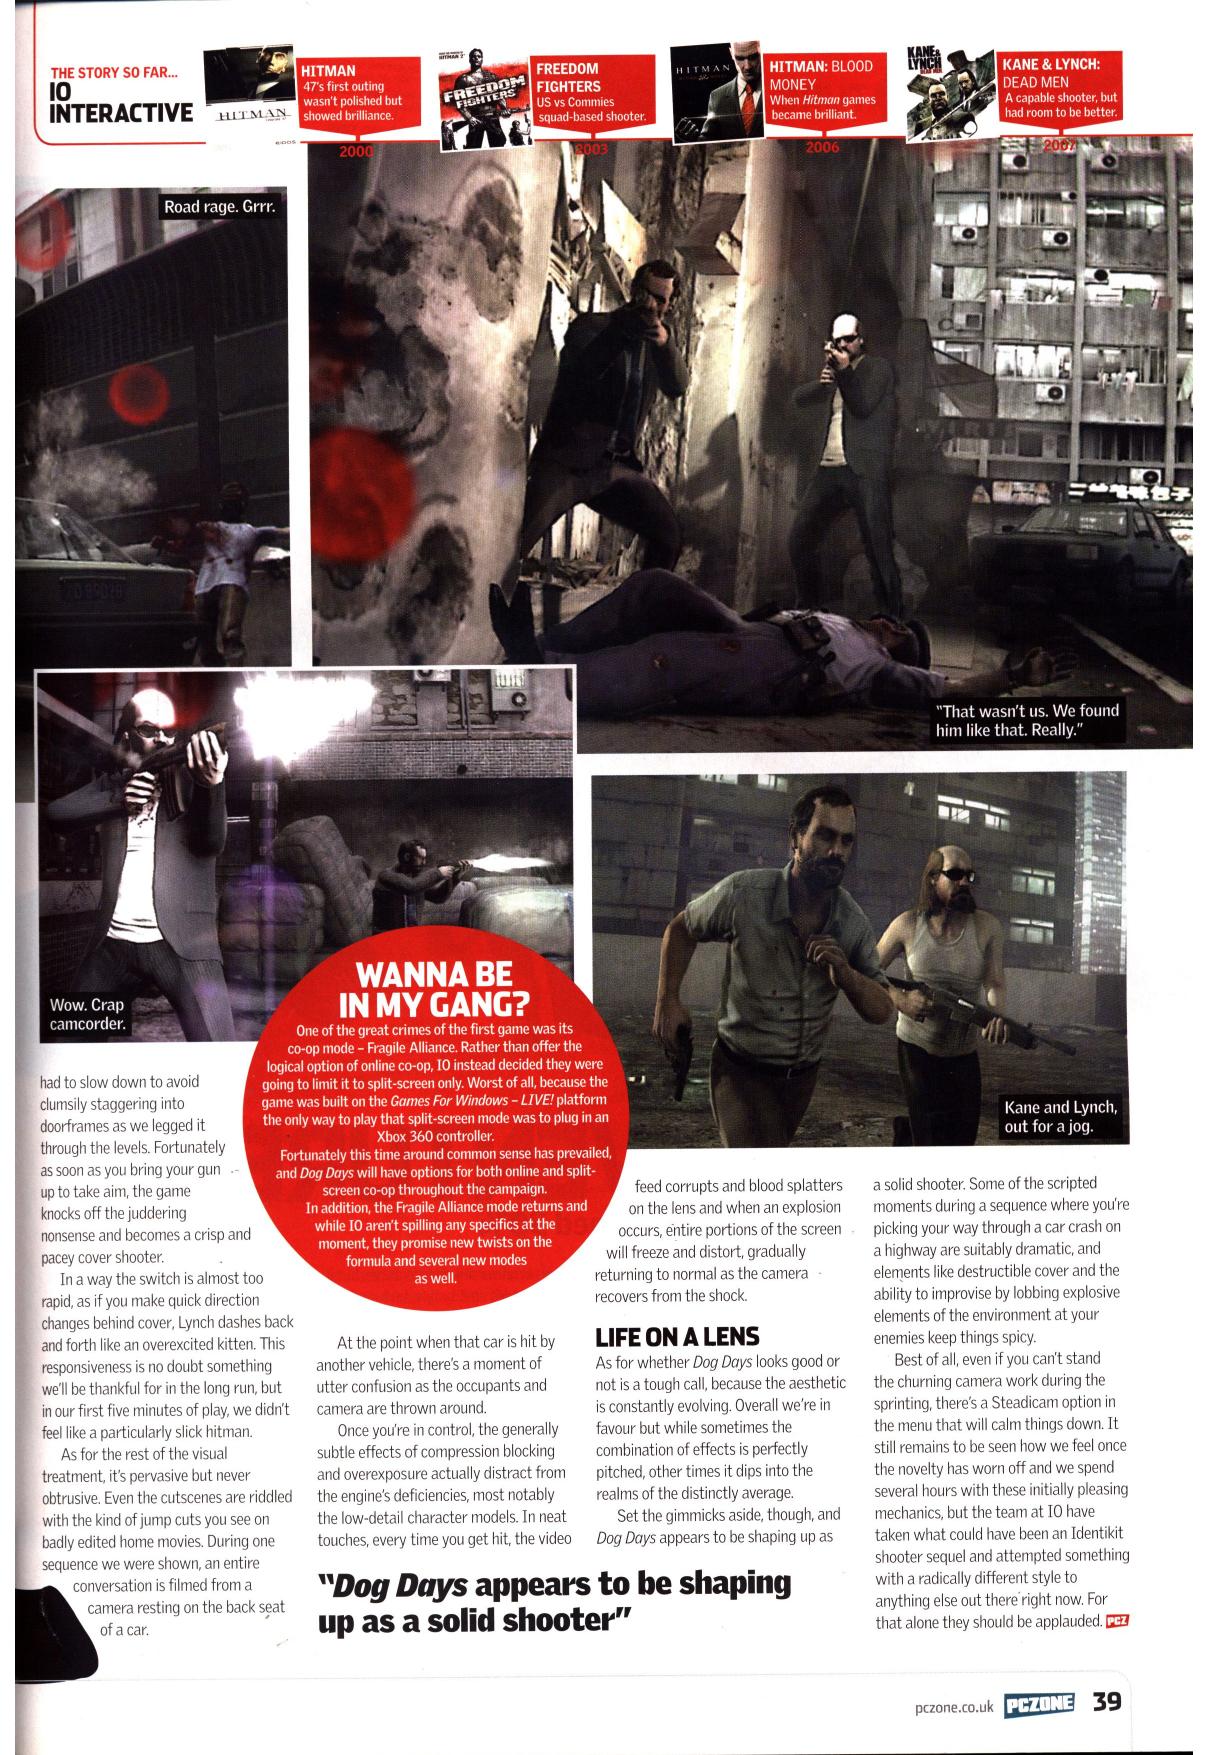 THE STORY SO FAR...
IO
INTERACTIVE
HITMAN
HITMAN
47's first outing
wasn't polished but
showed brilliance.
eidos
2000
HITMAN 2
FREEDOM
FIGHTERS
FREEDOM
FIGHTERS
US vs Commies
squad-based shooter.
2003
HITMAN
HITMAN: BLOOD
MONEY
When Hitman games
became brilliant.
2006
KANE &
LYNCH
DEAD MEN
KANE & LYNCH:
DEAD MEN
A capable shooter, but
had room to be better.
2007
Road rage. Grrr.
"That wasn't us. We found
him like that. Really."
Wow. Crap
camcorder.
Kane and Lynch,
out for a jog.
WANNA BE
IN MY GANG?
One of the great crimes of the first game was its
co-op mode – Fragile Alliance. Rather than offer the
logical option of online co-op, IO instead decided they were
going to limit it to split-screen only. Worst of all, because the
game was built on the Games For Windows – LIVE! platform
the only way to play that split-screen mode was to plug in an
Xbox 360 controller.
Fortunately this time around common sense has prevailed,
and Dog Days will have options for both online and split-
screen co-op throughout the campaign.
In addition, the Fragile Alliance mode returns and
while IO aren't spilling any specifics at the
moment, they promise new twists on the
formula and several new modes
as well.
had to slow down to avoid
clumsily staggering into
doorframes as we legged it
through the levels. Fortunately
as soon as you bring your gun
up to take aim, the game
knocks off the juddering
nonsense and becomes a crisp and
pacey cover shooter.
In a way the switch is almost too
rapid, as if you make quick direction
changes behind cover, Lynch dashes back
and forth like an overexcited kitten. This
responsiveness is no doubt something
we'll be thankful for in the long run, but
in our first five minutes of play, we didn't
feel like a particularly slick hitman.
As for the rest of the visual
treatment, it's pervasive but never
obtrusive. Even the cutscenes are riddled
with the kind of jump cuts you see on
badly edited home movies. During one
sequence we were shown, an entire
conversation is filmed from a
camera resting on the back seat
of a car.
At the point when that car is hit by
another vehicle, there's a moment of
utter confusion as the occupants and
camera are thrown around.
Once you're in control, the generally
subtle effects of compression blocking
and overexposure actually distract from
the engine's deficiencies, most notably
the low-detail character models. In neat
touches, every time you get hit, the video
feed corrupts and blood splatters
on the lens and when an explosion
occurs, entire portions of the screen
will freeze and distort, gradually
returning to normal as the camera
recovers from the shock.
LIFE ON A LENS
As for whether Dog Days looks good or
not is a tough call, because the aesthetic
is constantly evolving. Overall we're in
favour but while sometimes the
combination of effects is perfectly
pitched, other times it dips into the
realms of the distinctly average.
Set the gimmicks aside, though, and
Dog Days appears to be shaping up as
a solid shooter. Some of the scripted
moments during a sequence where you're
picking your way through a car crash on
a highway are suitably dramatic, and
elements like destructible cover and the
ability to improvise by lobbing explosive
elements of the environment at your
enemies keep things spicy.
Best of all, even if you can't stand
the churning camera work during the
sprinting, there's a Steadicam option in
the menu that will calm things down. It
still remains to be seen how we feel once
the novelty has worn off and we spend
several hours with these initially pleasing
mechanics, but the team at IO have
taken what could have been an Identikit
shooter sequel and attempted something
with a radically different style to
anything else out there right now. For
that alone they should be applauded. PCZ
"Dog Days appears to be shaping
up as a solid shooter"
pczone.co.uk PCZONE 39